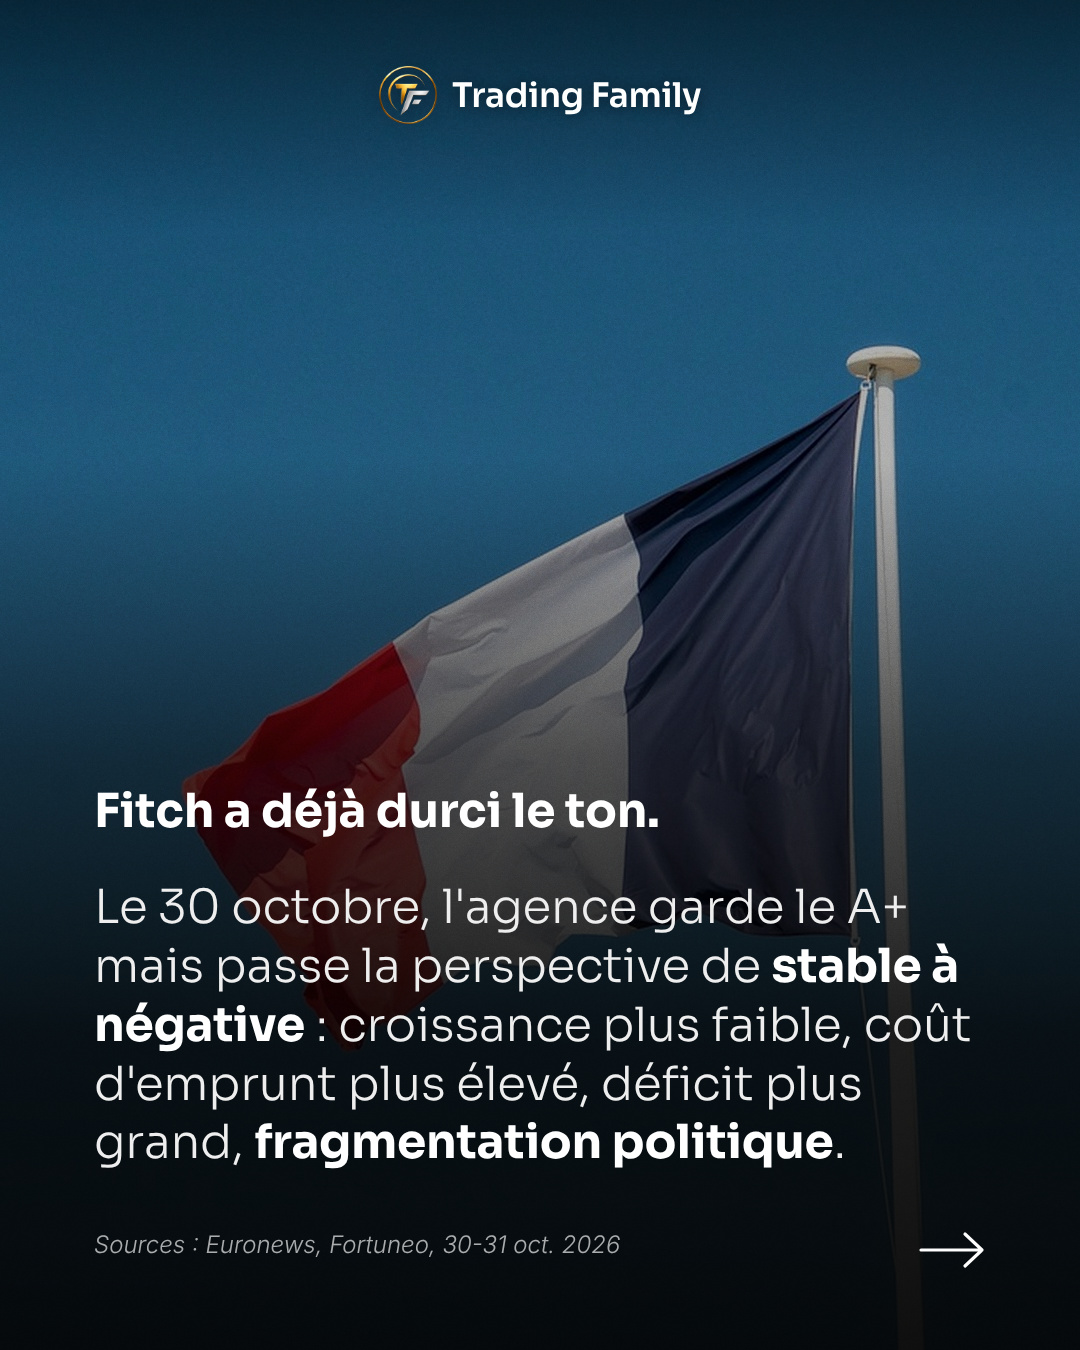 TF
Trading Family
Fitch a déjà durci le ton.
Le 30 octobre, l'agence garde le A+
mais passe la perspective de stable à
négative : croissance plus faible, coût
d'emprunt plus élevé, déficit plus
grand, fragmentation politique.
Sources : Euronews, Fortuneo, 30-31 oct. 2026